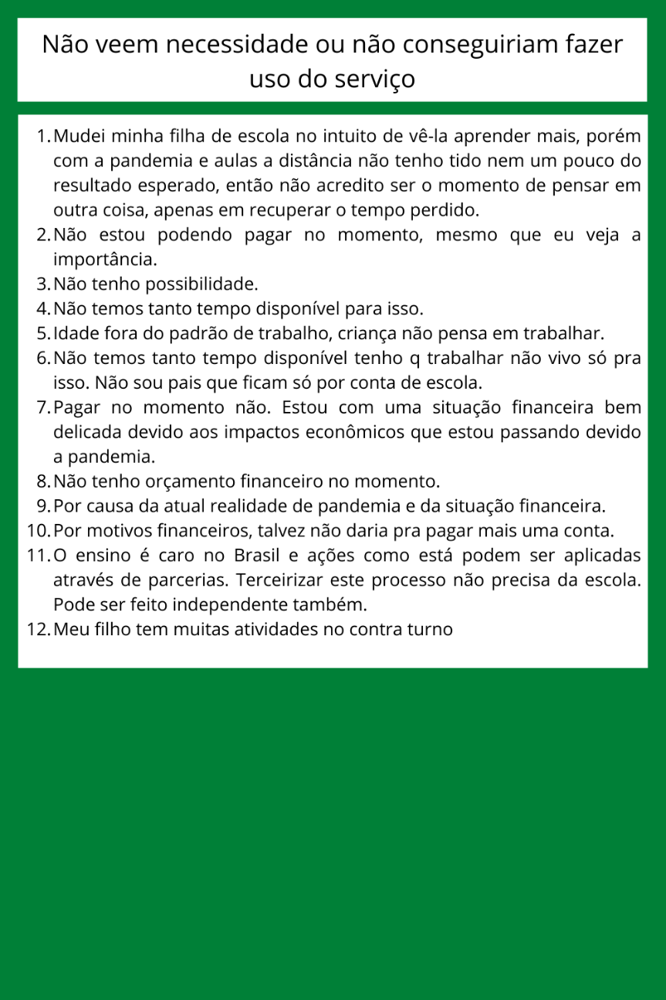 Não veem necessidade ou não conseguiriam fazer
uso do serviço
1. Mudei minha filha de escola no intuito de vê-la aprender mais, porém
com a pandemia e aulas a distância não tenho tido nem um pouco do
resultado esperado, então não acredito ser o momento de pensar em
outra coisa, apenas em recuperar o tempo perdido.
2. Não estou podendo pagar no momento, mesmo que eu veja a
importância.
3. Não tenho possibilidade.
4. Não temos tanto tempo disponível para isso.
5. Idade fora do padrão de trabalho, criança não pensa em trabalhar.
6. Não temos tanto tempo disponível tenho q trabalhar não vivo só pra
isso. Não sou pais que ficam só por conta de escola.
7. Pagar no momento não. Estou com uma situação financeira bem
delicada devido aos impactos econômicos que estou passando devido
a pandemia.
8. Não tenho orçamento financeiro no momento.
9. Por causa da atual realidade de pandemia e da situação financeira.
10. Por motivos financeiros, talvez não daria pra pagar mais uma conta.
11. O ensino é caro no Brasil e ações como está podem ser aplicadas
através de parcerias. Terceirizar este processo não precisa da escola.
Pode ser feito independente também.
12. Meu filho tem muitas atividades no contra turno